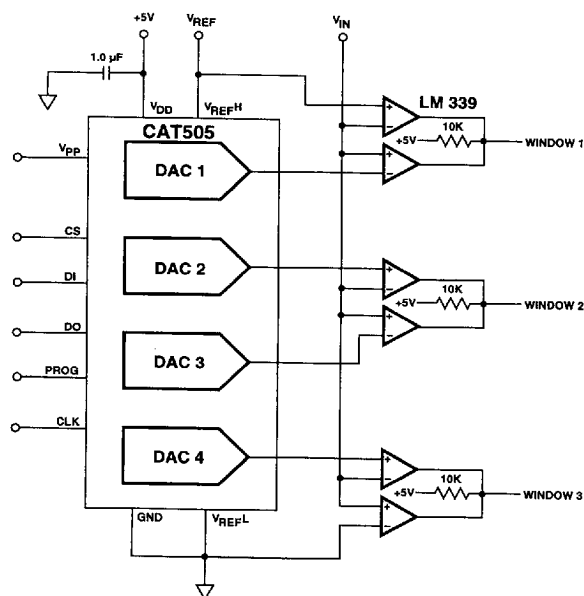 +5V
VREF
VIN
1.0 µF
VDD
VREFH
LM 339
CAT505
+
–
10K
+5V
WINDOW 1
+
–
VPP
DAC 1
CS
DAC 2
+
–
DI
10K
+5V
WINDOW 2
+
–
DO
DAC 3
PROG
CLK
DAC 4
+
–
10K
+5V
WINDOW 3
+
–
GND
VREFL